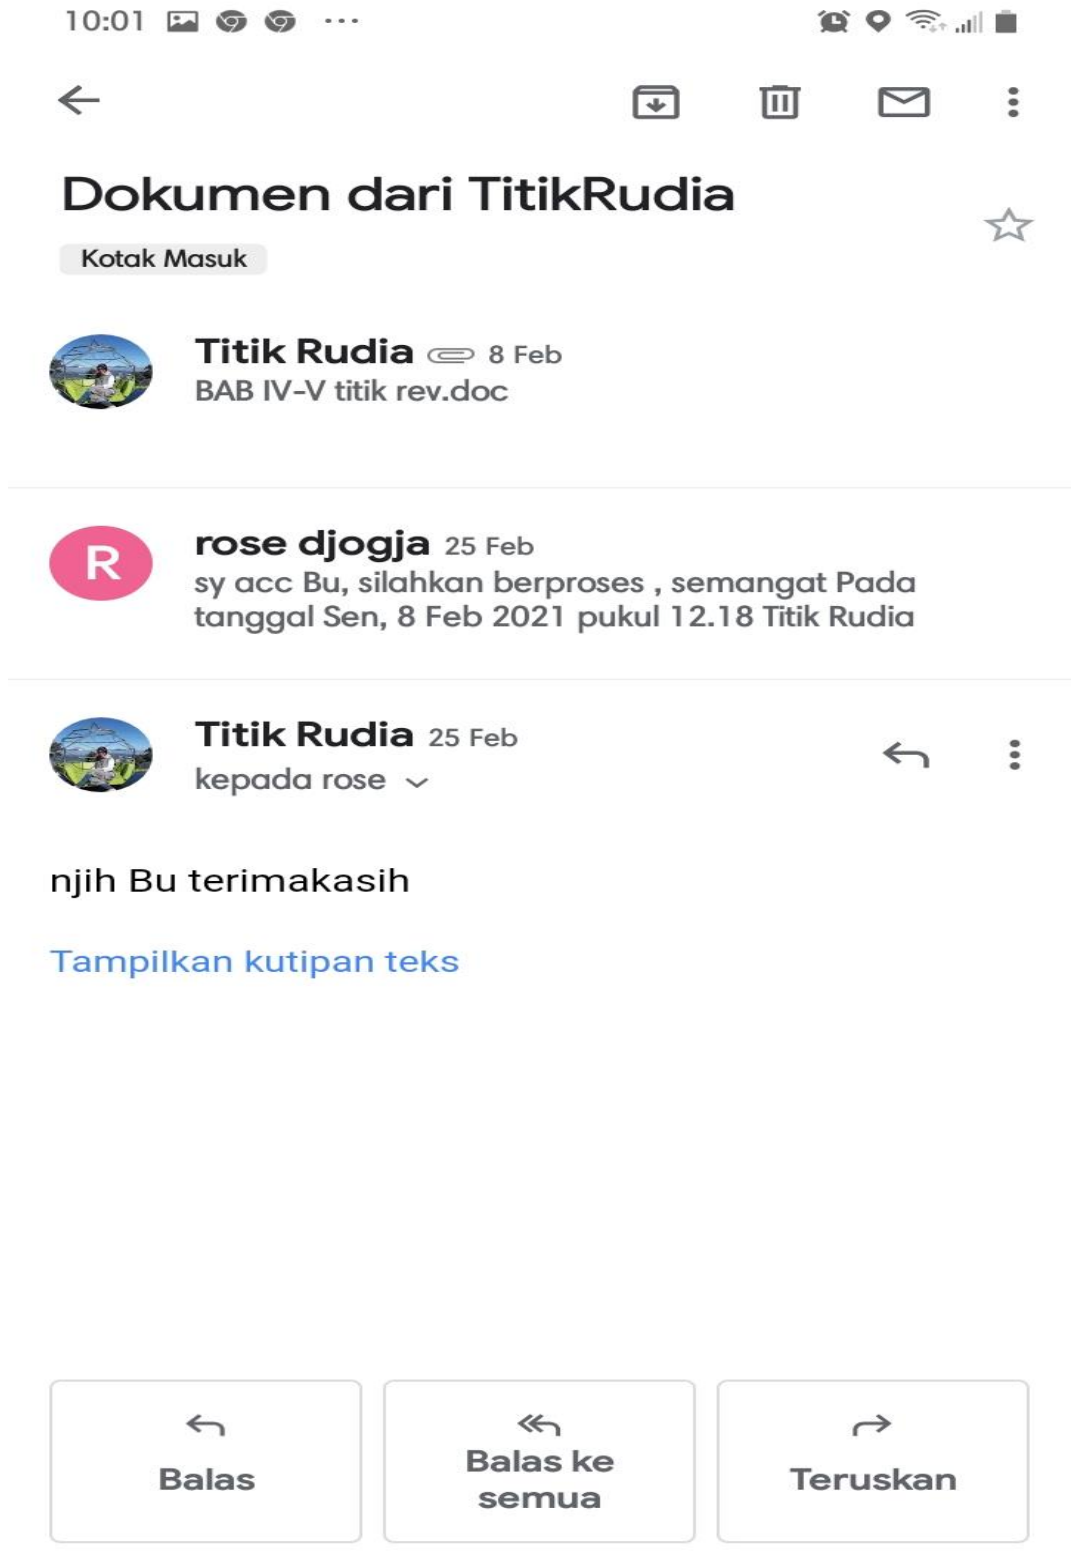 10:01
Dokumen dari TitikRudia
Kotak Masuk
Titik Rudia 8 Feb
BAB IV-V titik rev.doc
R
rose djogja 25 Feb
sy acc Bu, silahkan berproses , semangat Pada
tanggal Sen, 8 Feb 2021 pukul 12.18 Titik Rudia
Titik Rudia 25 Feb
kepada rose
njih Bu terimakasih
Tampilkan kutipan teks
Balas
Balas ke
semua
Teruskan